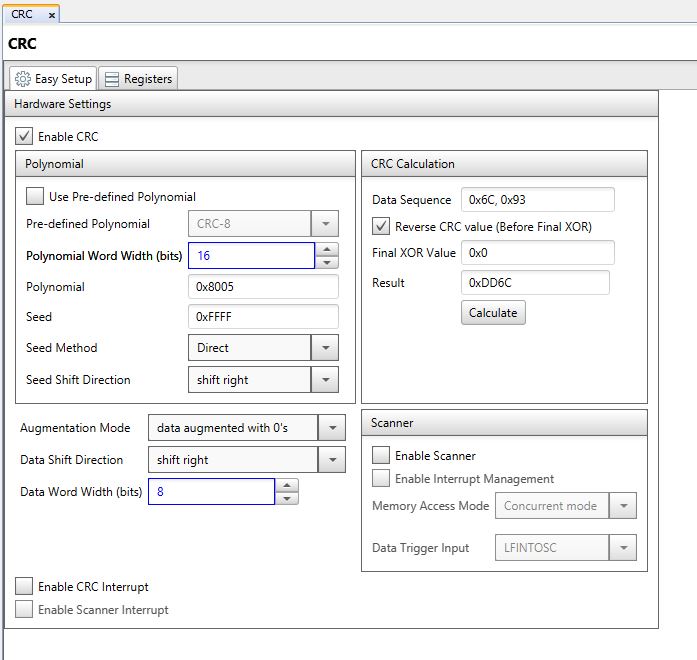 CRC x
CRC
Easy Setup Registers
Hardware Settings
Enable CRC
Polynomial
Use Pre-defined Polynomial
Pre-defined Polynomial CRC-8
Polynomial Word Width (bits) 16
Polynomial 0x8005
Seed 0xFFFF
Seed Method Direct
Seed Shift Direction shift right
CRC Calculation
Data Sequence 0x6C, 0x93
Reverse CRC value (Before Final XOR)
Final XOR Value 0x0
Result 0xDD6C
Calculate
Augmentation Mode data augmented with 0's
Data Shift Direction shift right
Data Word Width (bits) 8
Scanner
Enable Scanner
Enable Interrupt Management
Memory Access Mode Concurrent mode
Data Trigger Input LFINTOSC
Enable CRC Interrupt
Enable Scanner Interrupt